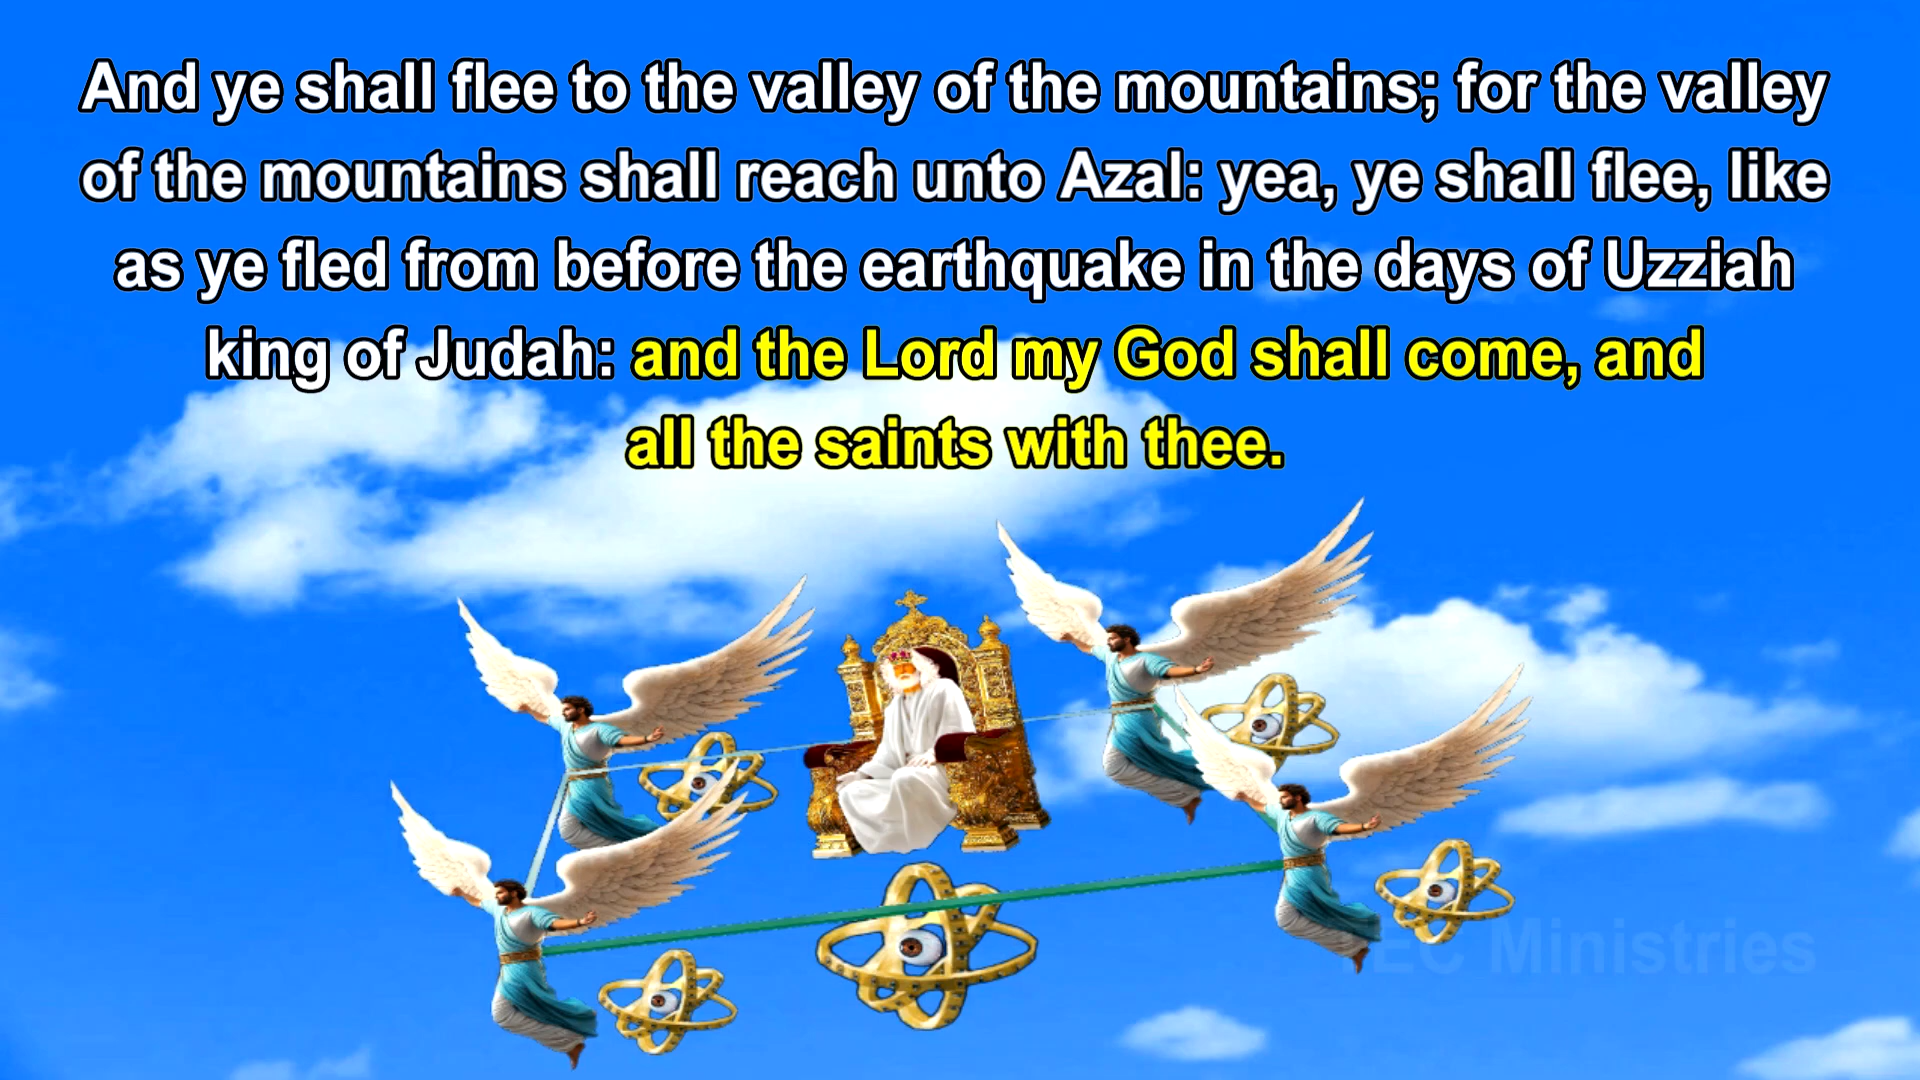 And ye shall flee to the valley of the mountains; for the valley
of the mountains shall reach unto Azal: yea, ye shall flee, like
as ye fled from before the earthquake in the days of Uzziah
king of Judah: and the Lord my God shall come, and
all the saints with thee.
TEC Ministries